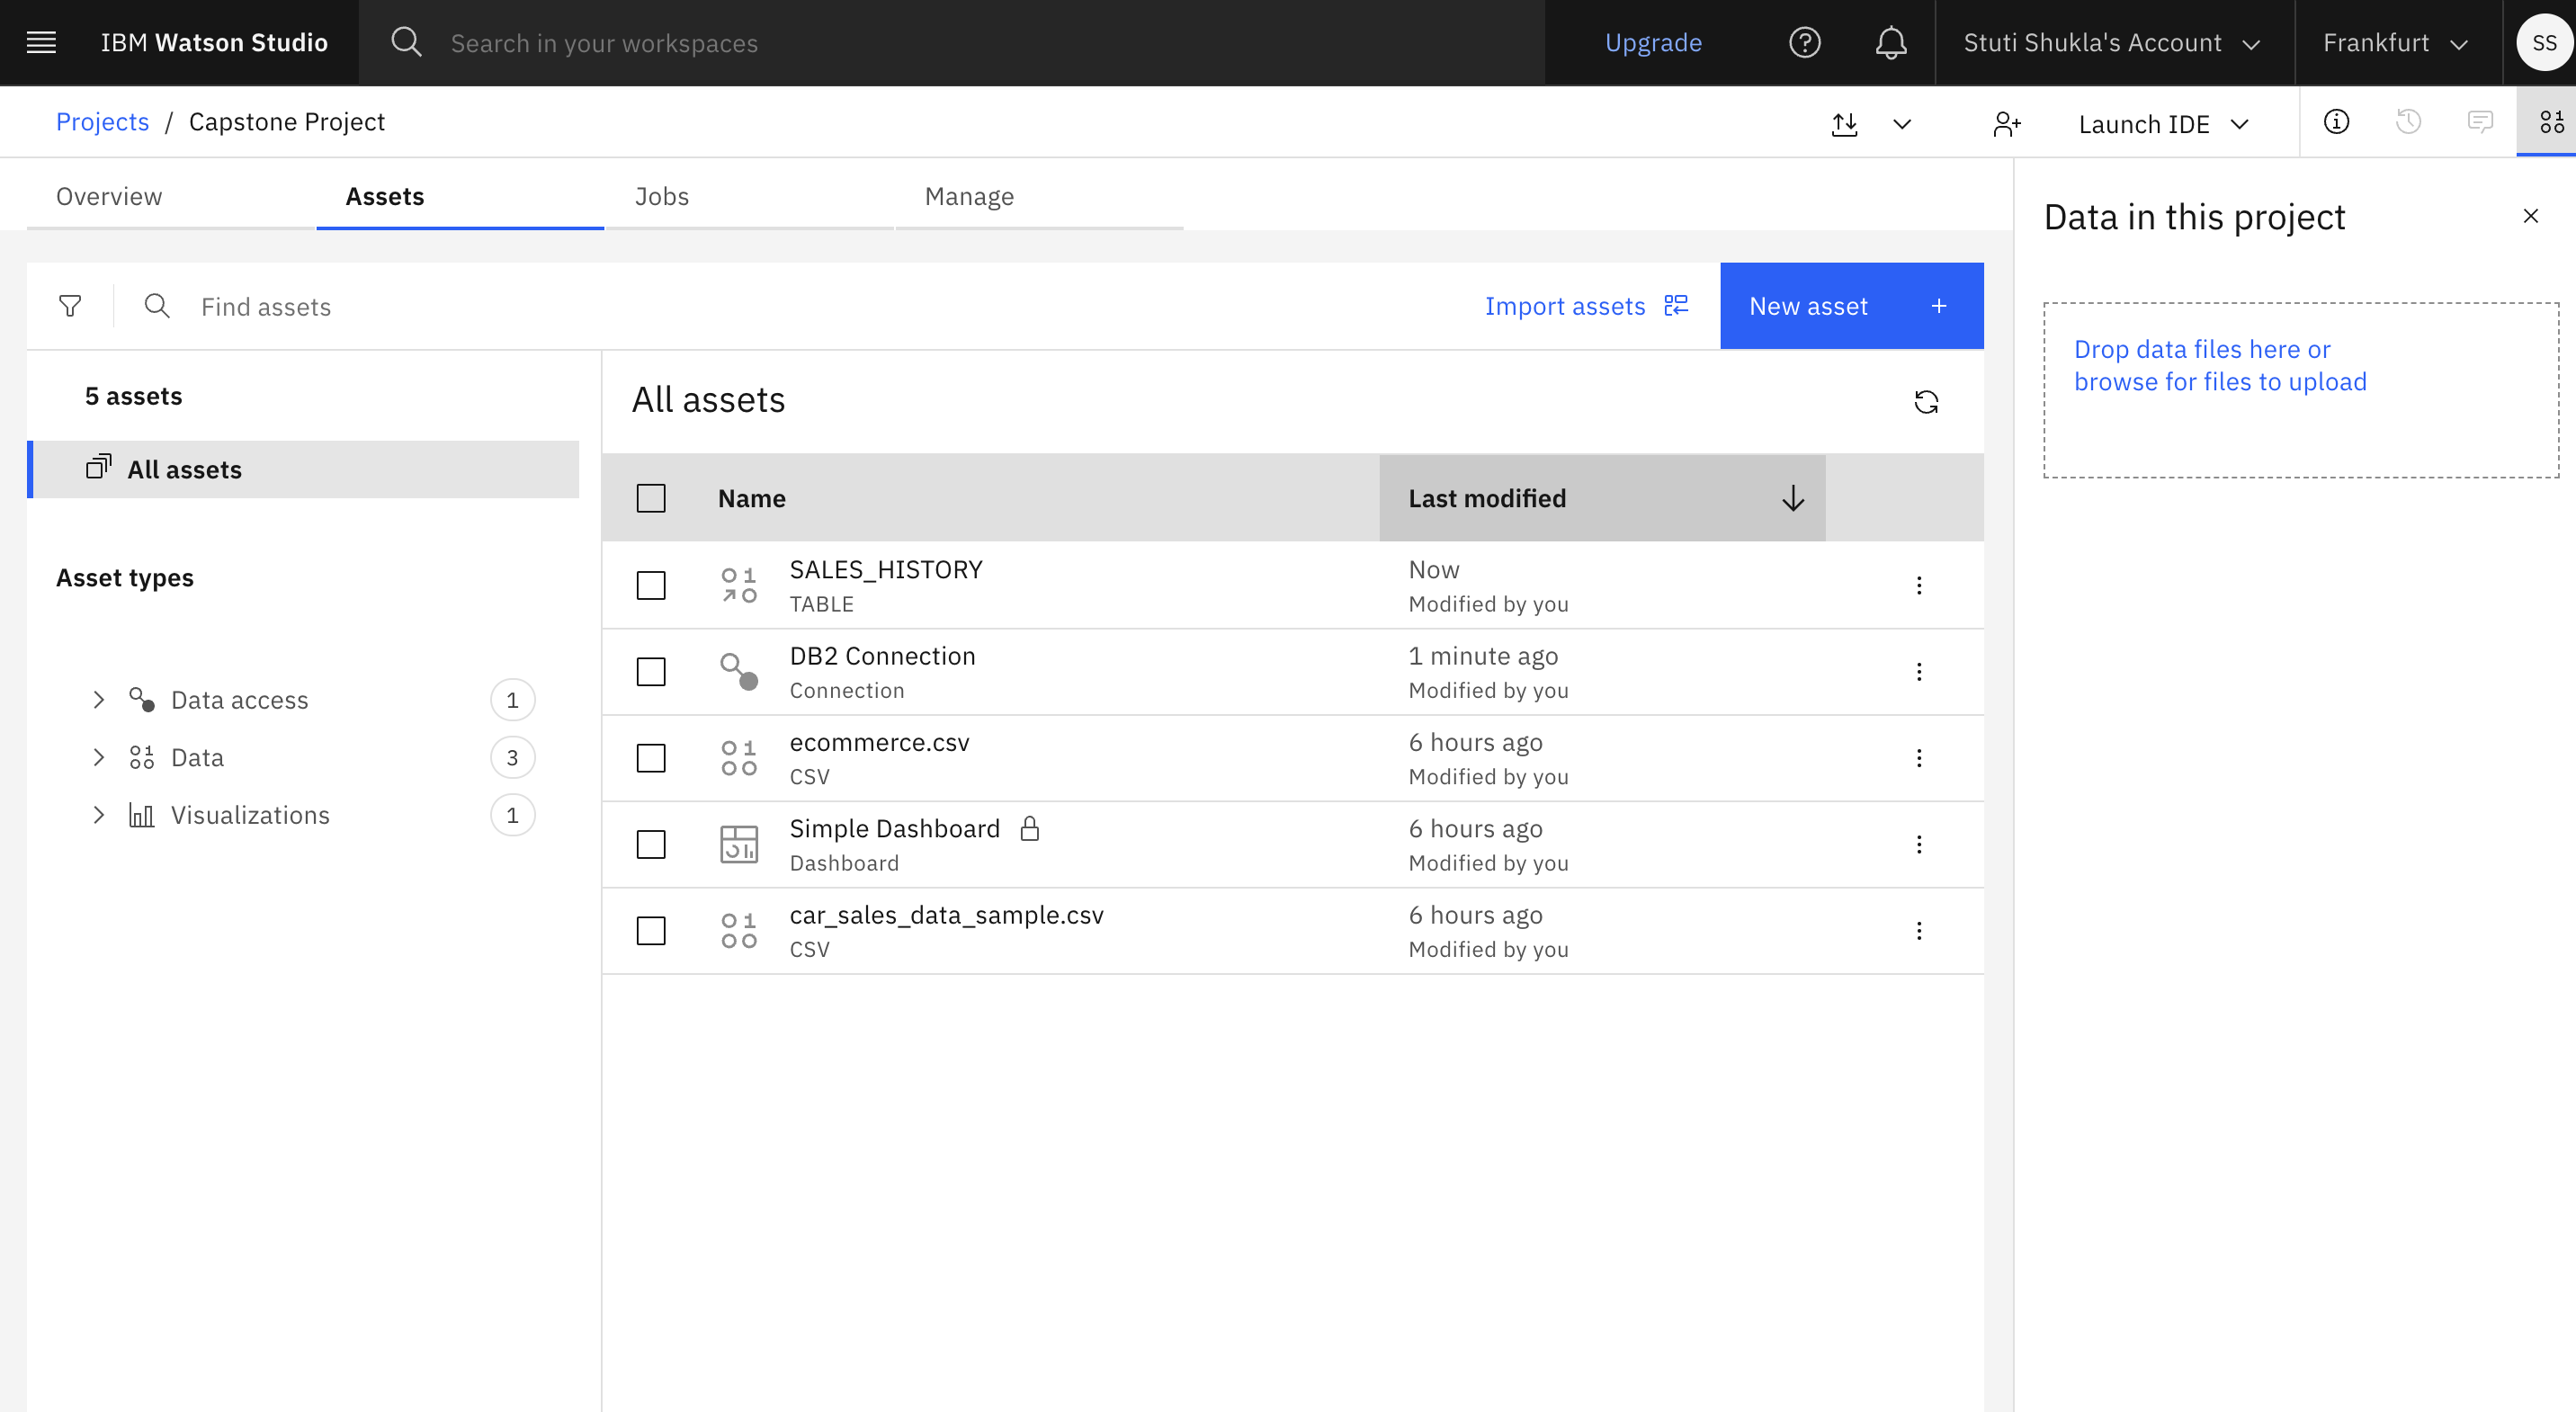 IBM Watson Studio
Search in your workspaces
Upgrade
Stuti Shukla's Account
Frankfurt
SS
Projects / Capstone Project
Launch IDE
Overview
Assets
Jobs
Manage
Find assets
Import assets
New asset +
5 assets
All assets
Asset types
Data access 1
Data 3
Visualizations 1
All assets
Name
Last modified
SALES_HISTORY
TABLE
Now
Modified by you
DB2 Connection
Connection
1 minute ago
Modified by you
ecommerce.csv
CSV
6 hours ago
Modified by you
Simple Dashboard
Dashboard
6 hours ago
Modified by you
car_sales_data_sample.csv
CSV
6 hours ago
Modified by you
Data in this project
Drop data files here or
browse for files to upload